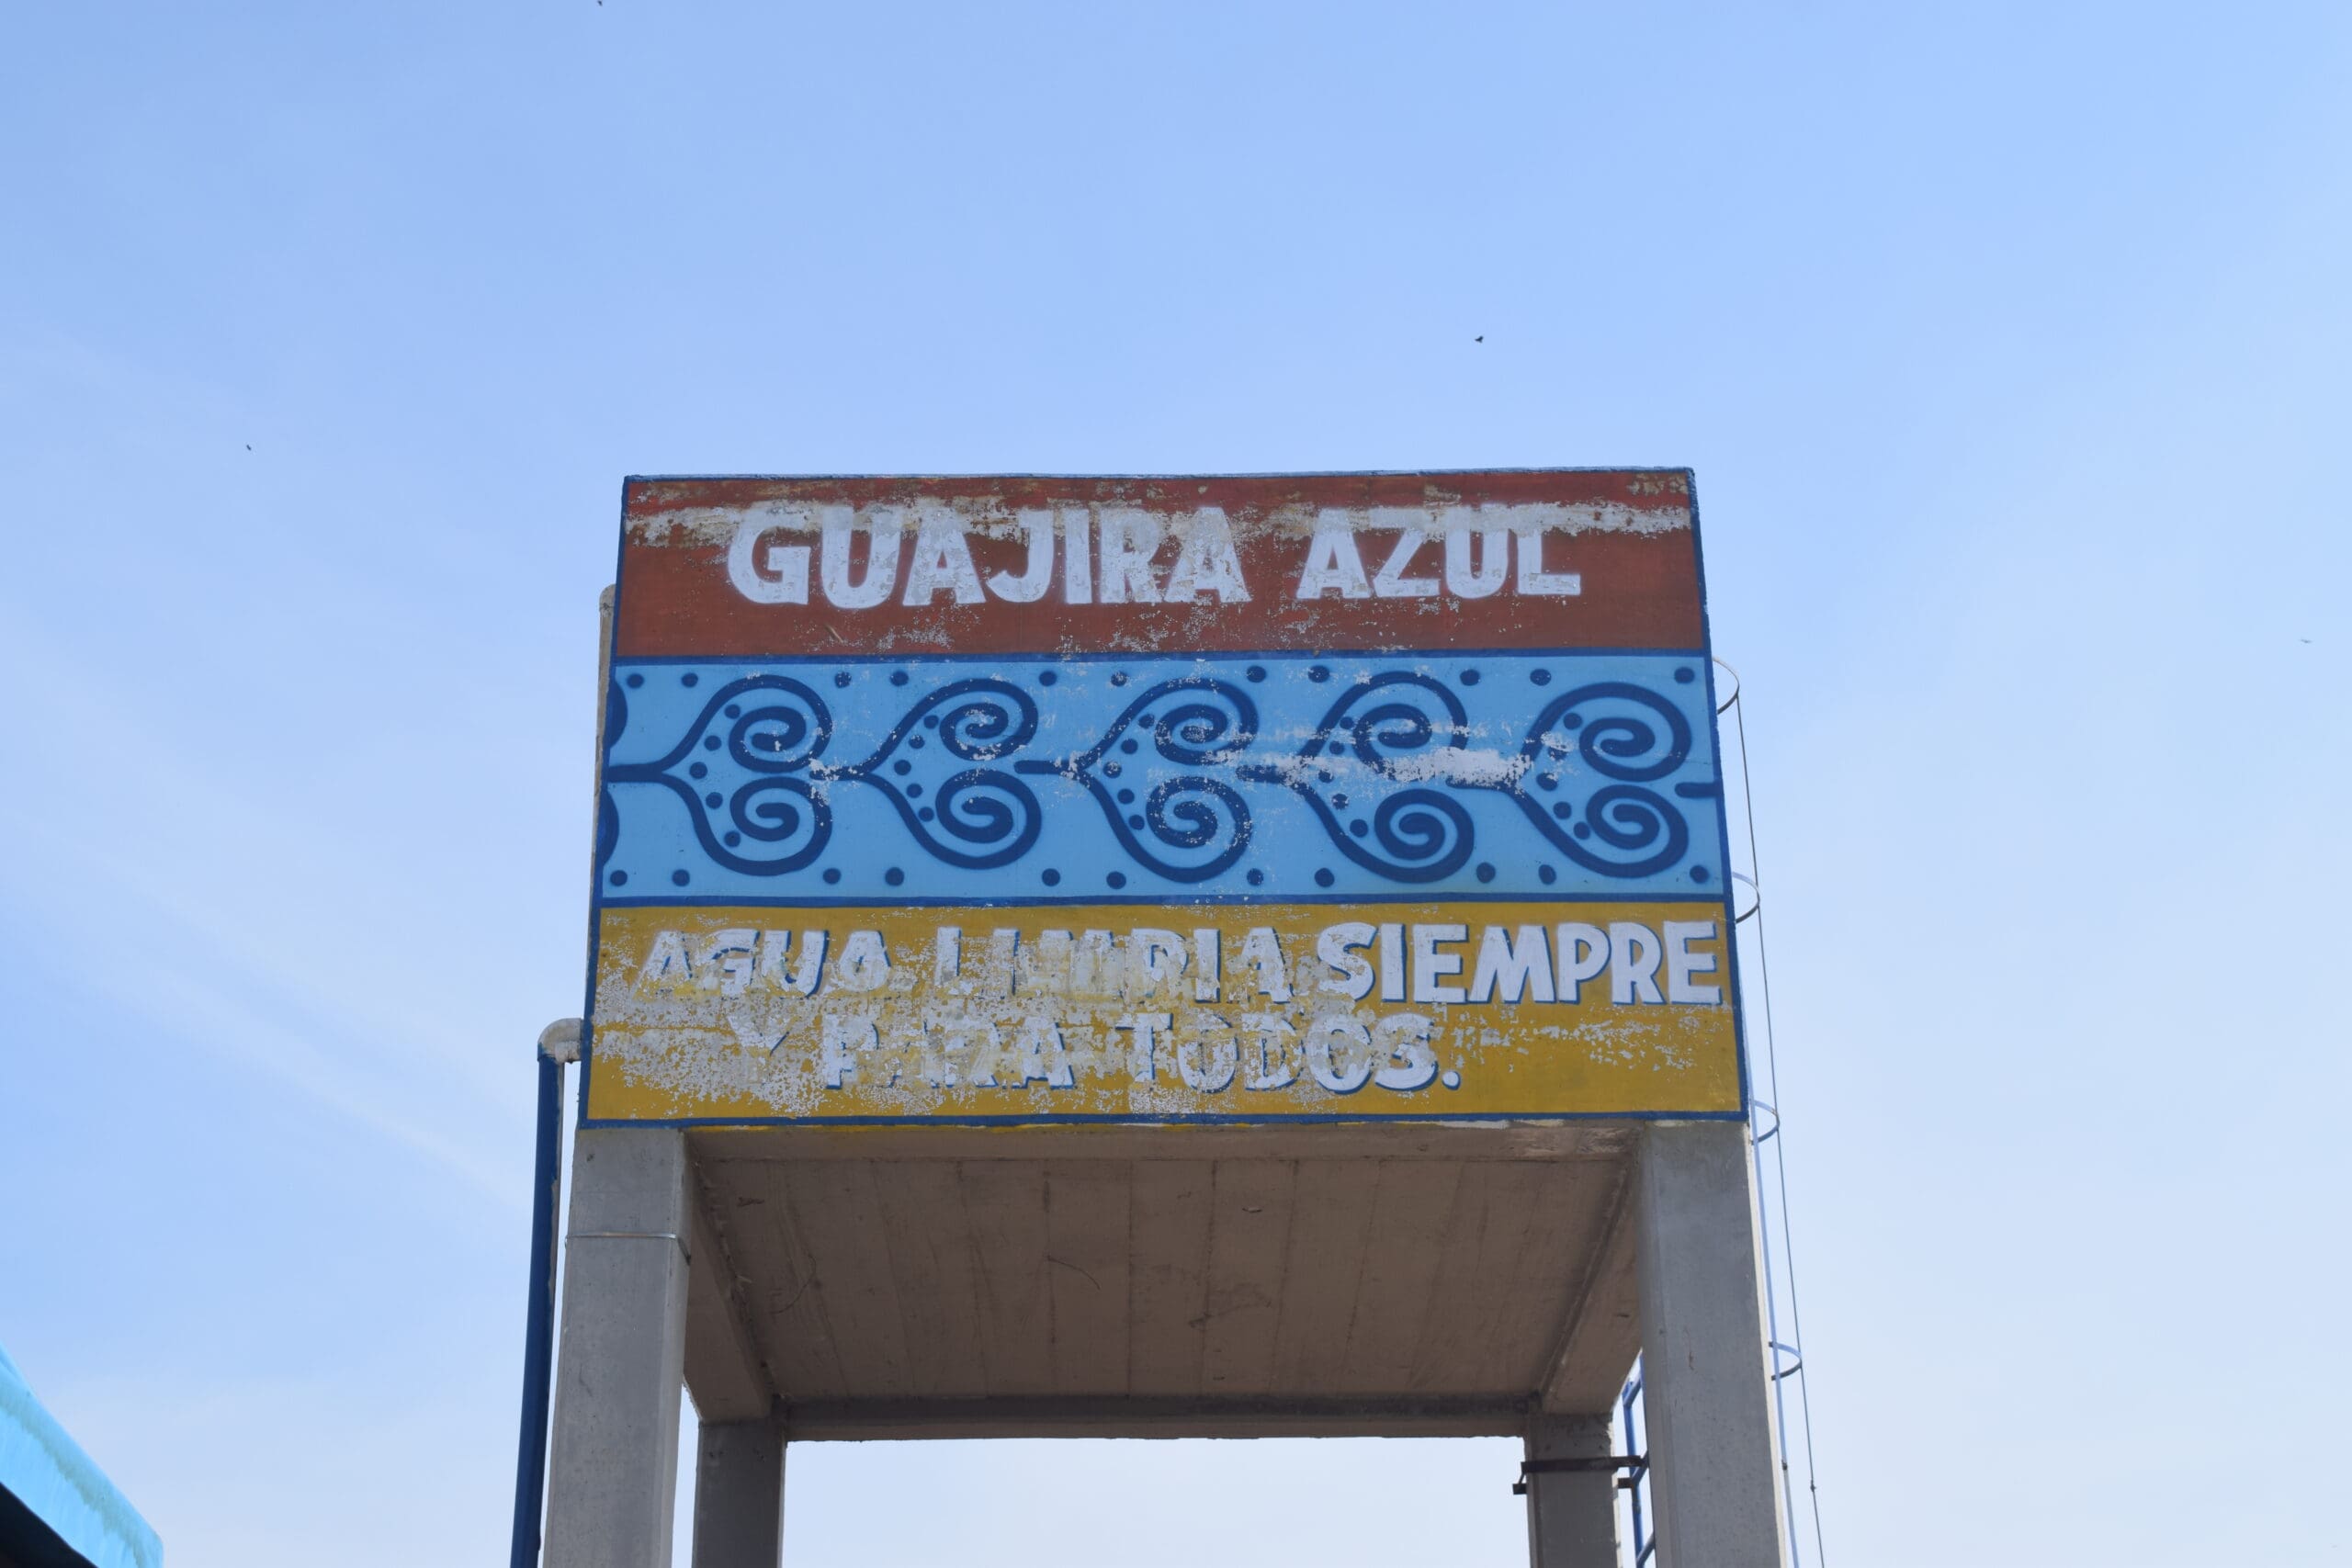 GUAJIRA AZUL
AGUA LIMPIA SIEMPRE
Y PARA TODOS.